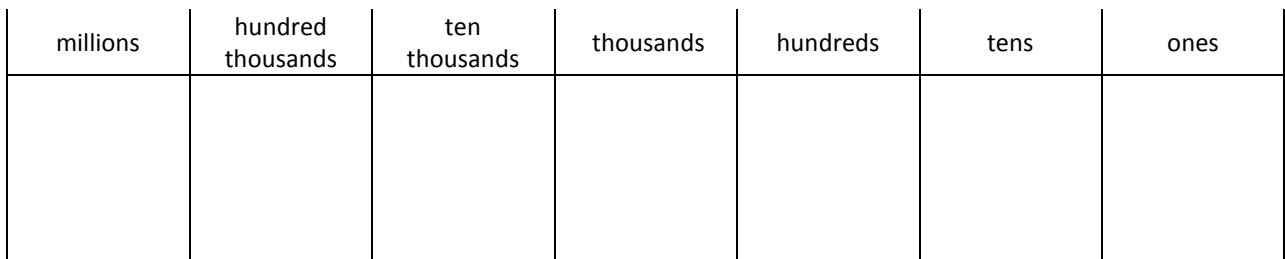 millions
hundred
thousands
ten
thousands
thousands
hundreds
tens
ones